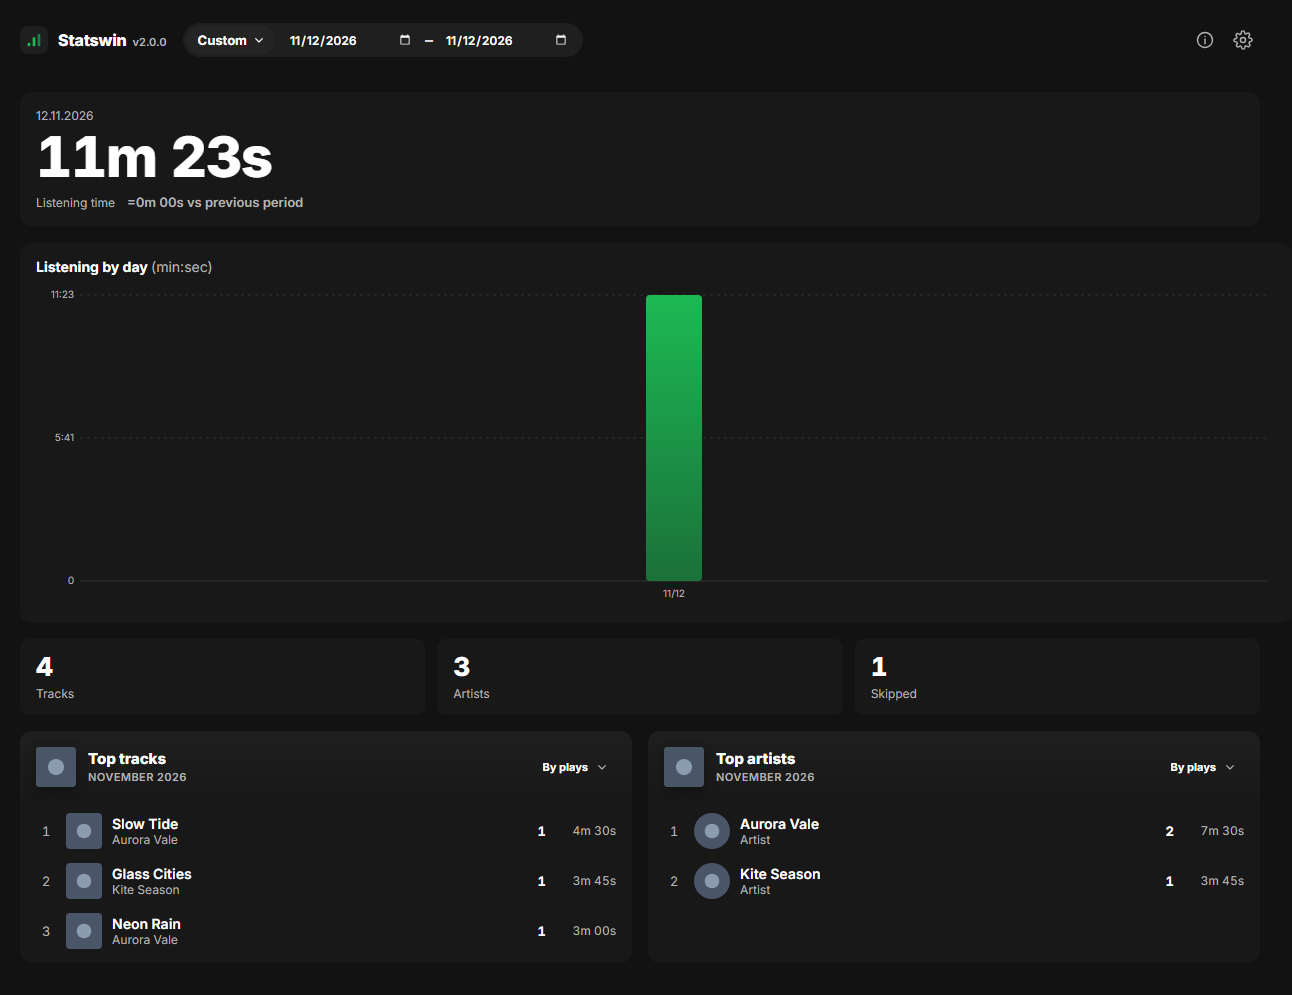 Statswin v2.0.0
Custom
11/12/2026 – 11/12/2026
12.11.2026
11m 23s
Listening time =0m 00s vs previous period
Listening by day (min:sec)
11:23
5:41
0
11/12
4
Tracks
3
Artists
1
Skipped
Top tracks
NOVEMBER 2026
By plays
1 Slow Tide 1 4m 30s
Aurora Vale
2 Glass Cities 1 3m 45s
Kite Season
3 Neon Rain 1 3m 00s
Aurora Vale
Top artists
NOVEMBER 2026
By plays
1 Aurora Vale 2 7m 30s
Artist
2 Kite Season 1 3m 45s
Artist